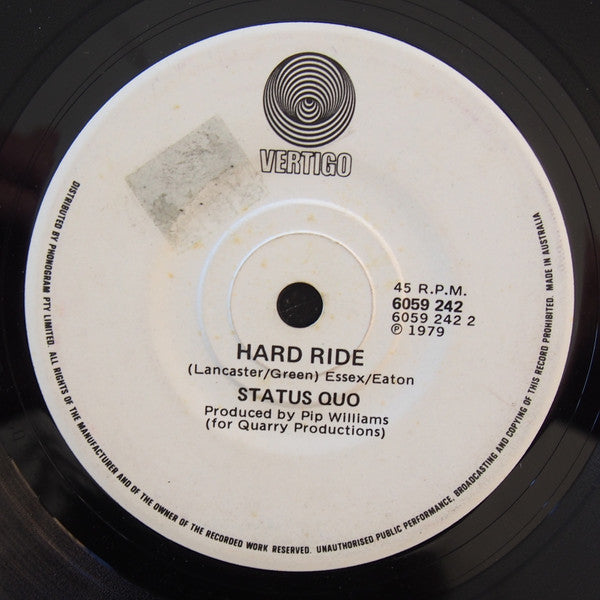 VERTIGO
45 R.P.M.
6059 242
6059 242 2
℗ 1979
HARD RIDE
(Lancaster/Green) Essex/Eaton
STATUS QUO
Produced by Pip Williams
(for Quarry Productions)
DISTRIBUTED BY PHONOGRAM PTY LIMITED. ALL RIGHTS OF THE MANUFACTURER AND OF THE OWNER OF THE RECORDED WORK RESERVED. UNAUTHORISED PUBLIC PERFORMANCE, BROADCASTING AND COPYING OF THIS RECORD PROHIBITED. MADE IN AUSTRALIA